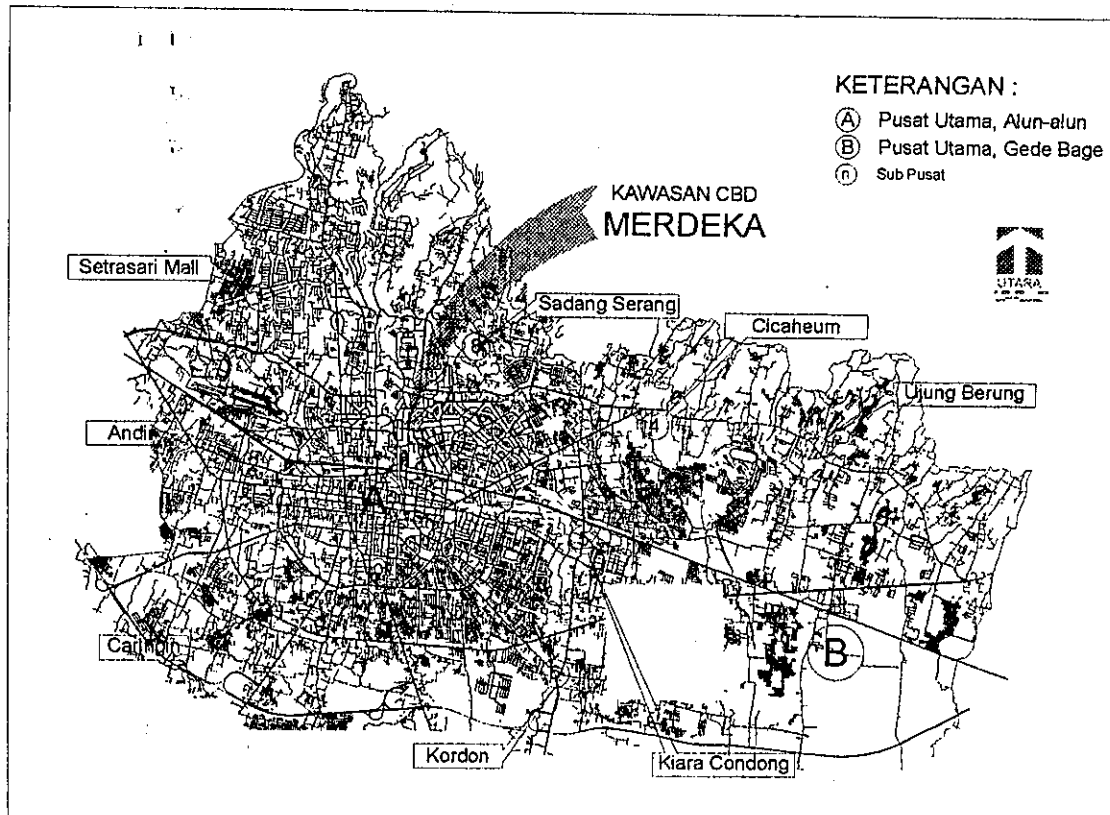 KETERANGAN :
A Pusat Utama, Alun-alun
B Pusat Utama, Gede Bage
n Sub Pusat
KAWASAN CBD
MERDEKA
UTARA
Setrasari Mall
Sadang Serang
Cicaheum
Ujung Berung
Andir
A
Caringin
B
Kordon
Kiara Condong